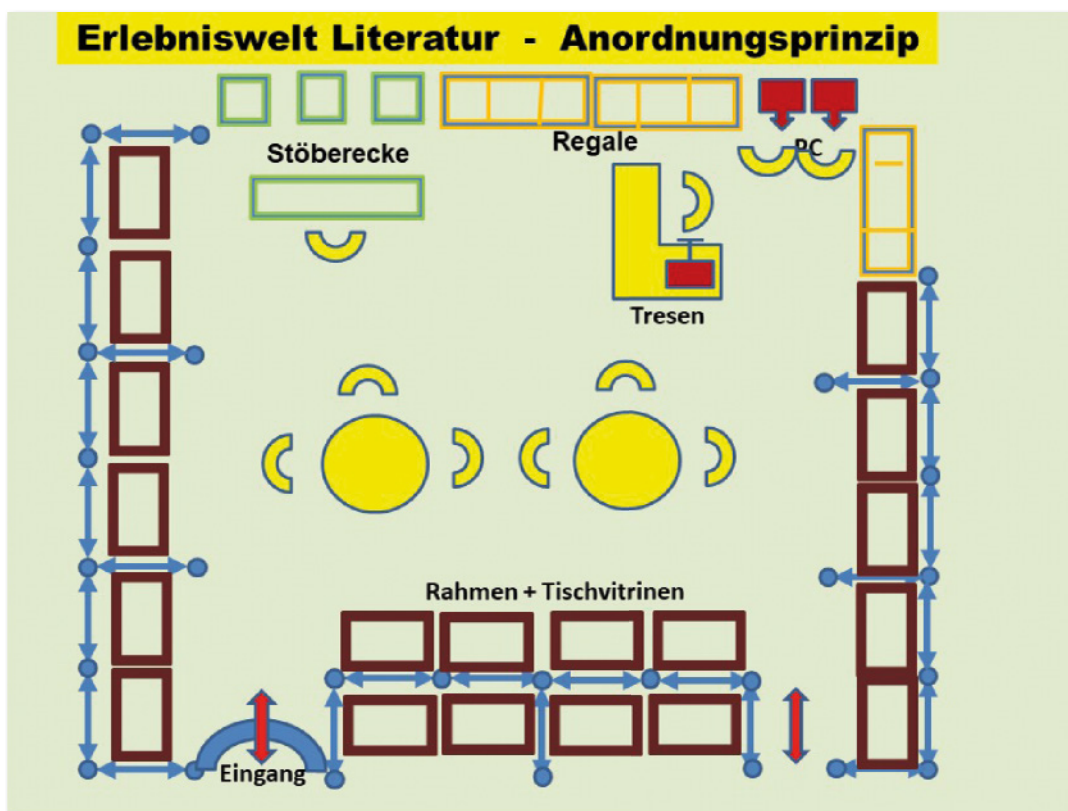 Erlebniswelt Literatur - Anordnungsprinzip
Stöberecke
Regale
PC
Tresen
Rahmen + Tischvitrinen
Eingang